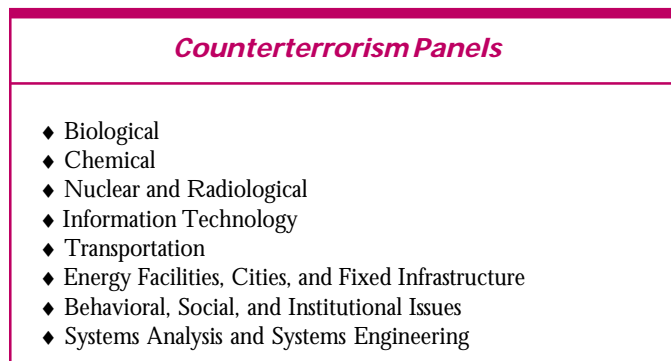 Counterterrorism Panels
♦ Biological
♦ Chemical
♦ Nuclear and Radiological
♦ Information Technology
♦ Transportation
♦ Energy Facilities, Cities, and Fixed Infrastructure
♦ Behavioral, Social, and Institutional Issues
♦ Systems Analysis and Systems Engineering